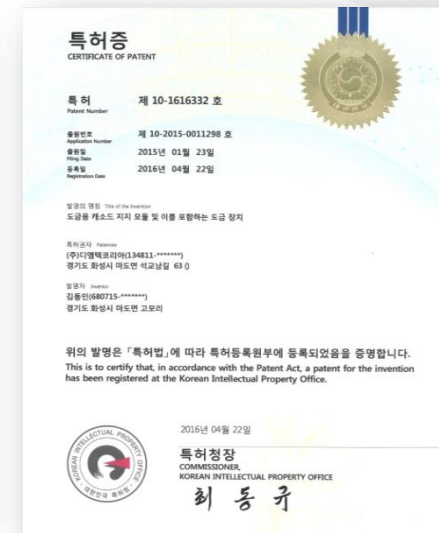 특허증
CERTIFICATE OF PATENT
특 허 제 10-1616332 호
Patent Number
출원번호 제 10-2015-0011298 호
Application Number
출원일 2015년 01월 23일
Filing Date
등록일 2016년 04월 22일
Registration Date
발명의 명칭 Title of the Invention
도금용 캐소드 지지 모듈 및 이를 포함하는 도금 장치
특허권자 Patentee
(주)디엠텍코리아(134811-*******)
경기도 화성시 마도면 석교남길 63 ()
발명자 Inventor
김동민(680715-*******)
경기도 화성시 마도면 고모리
위의 발명은 「특허법」에 따라 특허등록원부에 등록되었음을 증명합니다.
This is to certify that, in accordance with the Patent Act, a patent for the invention
has been registered at the Korean Intellectual Property Office.
2016년 04월 22일
특허청장
COMMISSIONER,
KOREAN INTELLECTUAL PROPERTY OFFICE
최동규
KOREAN INTELLECTUAL PROPERTY OFFICE
대한민국 특허청